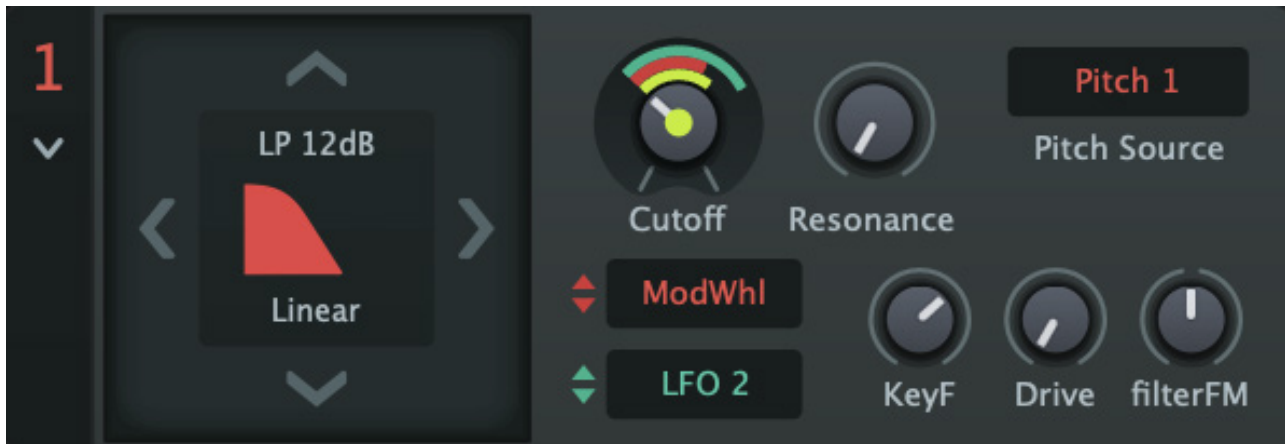 1
LP 12dB
Linear
Cutoff
Resonance
Pitch 1
Pitch Source
ModWhl
LFO 2
KeyF
Drive
filterFM